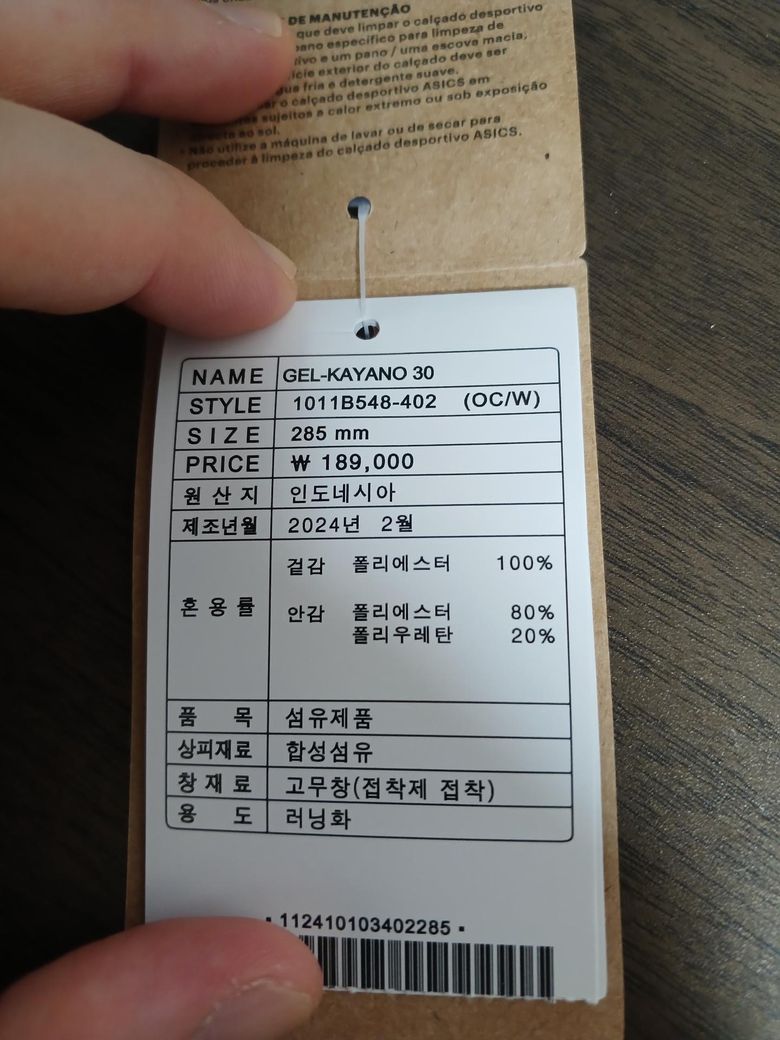 DE MANUTENÇÃO
que deve limpar o calçado desportivo
pano específico para limpeza de
e um pano / uma escova macia,
exterior do calçado deve ser
fria e detergente suave.
o calçado desportivo ASICS em
sujeitos a calor extremo ou sob exposição
ao sol.
• Não utilize a máquina de lavar ou de secar para
proceder à limpeza do calçado desportivo ASICS.
NAME GEL-KAYANO 30
STYLE 1011B548-402 (OC/W)
SIZE 285 mm
PRICE ₩ 189,000
원산지 인도네시아
제조년월 2024년 2월
혼용률 겉감 폴리에스터 100%
안감 폴리에스터 80%
폴리우레탄 20%
품목 섬유제품
상피재료 합성섬유
창재료 고무창(접착제 접착)
용도 러닝화
112410103402285